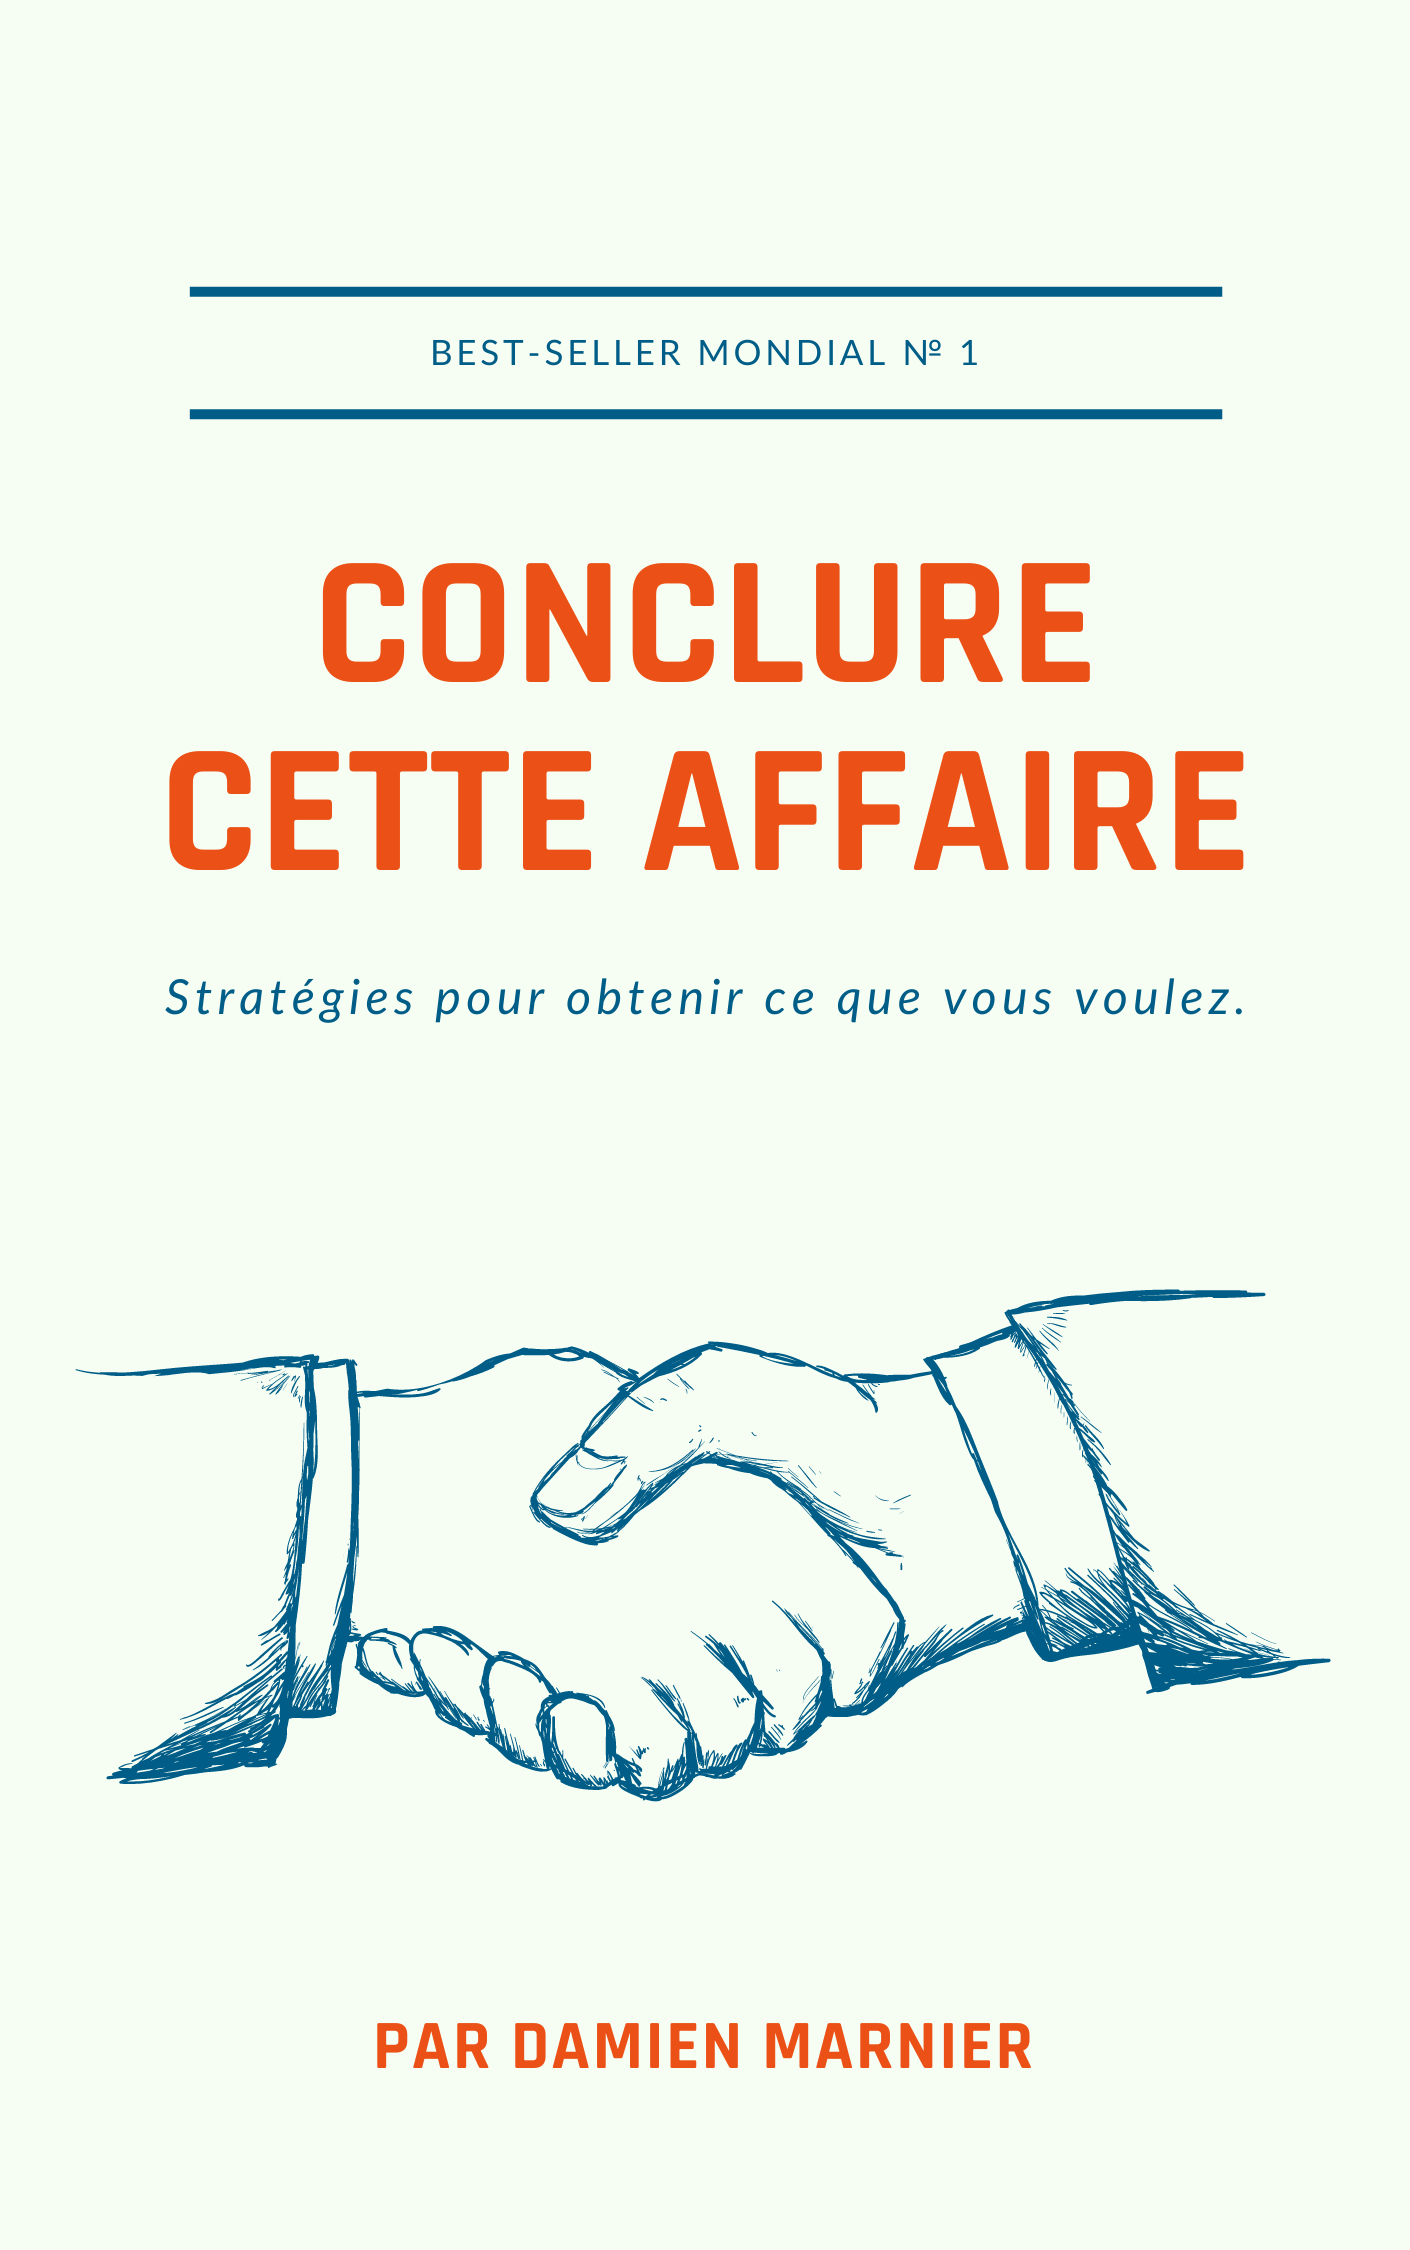 BEST-SELLER MONDIAL № 1
CONCLURE
CETTE AFFAIRE
Stratégies pour obtenir ce que vous voulez.
PAR DAMIEN MARNIER